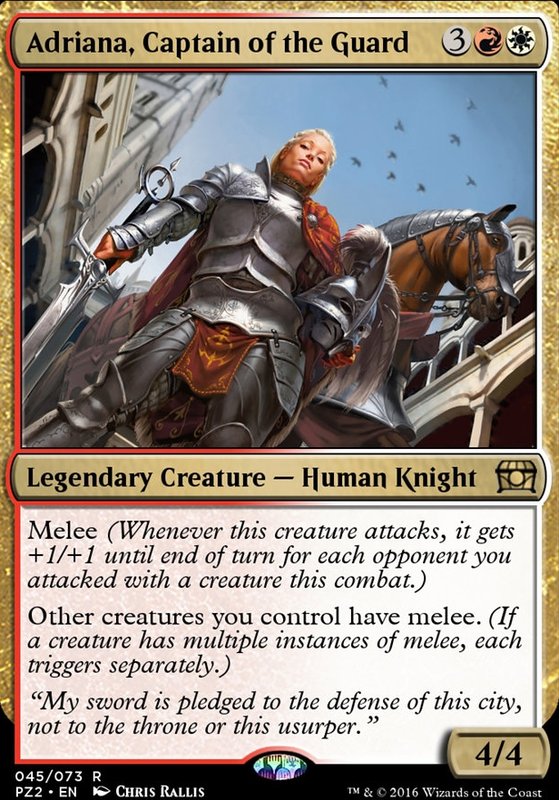 Adriana, Captain of the Guard 3
Legendary Creature — Human Knight
Melee (Whenever this creature attacks, it gets
+1/+1 until end of turn for each opponent you
attacked with a creature this combat.)
Other creatures you control have melee. (If
a creature has multiple instances of melee, each
triggers separately.)
“My sword is pledged to the defense of this city,
not to the throne or this usurper.”
4/4
045/073 R
PZ2 • EN Chris Rallis
™ & © 2016 Wizards of the Coast